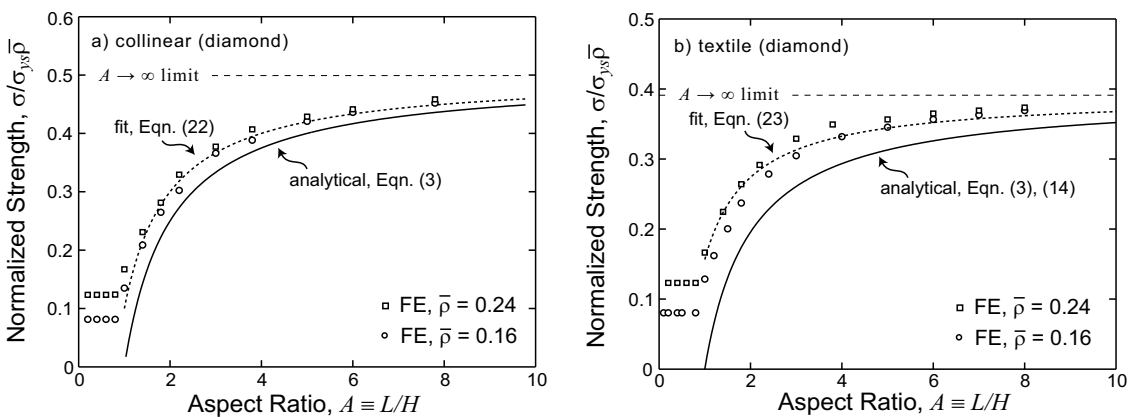 0.6
0.5
0.4
0.3
0.2
0.1
0
Normalized Strength, σ/σ_ys ρ̄
a) collinear (diamond)
A → ∞ limit
fit, Eqn. (22)
analytical, Eqn. (3)
FE, ρ̄ = 0.24
FE, ρ̄ = 0.16
0 2 4 6 8 10
Aspect Ratio, A ≡ L/H
0.5
0.4
0.3
0.2
0.1
0
Normalized Strength, σ/σ_ys ρ̄
b) textile (diamond)
A → ∞ limit
fit, Eqn. (23)
analytical, Eqn. (3), (14)
FE, ρ̄ = 0.24
FE, ρ̄ = 0.16
0 2 4 6 8 10
Aspect Ratio, A ≡ L/H